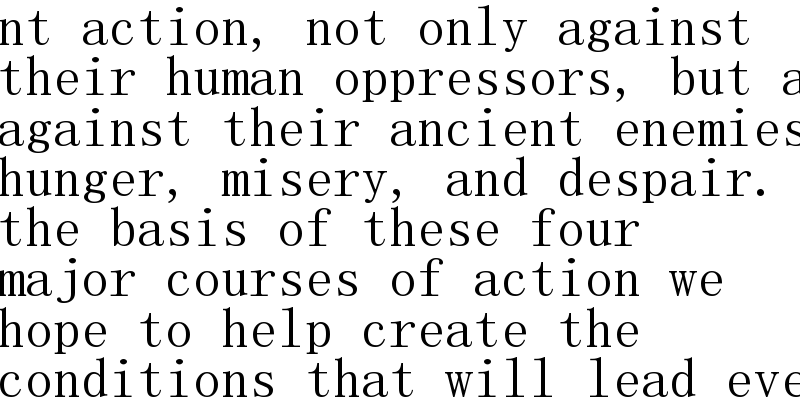 nt action, not only against
their human oppressors, but a
against their ancient enemies
hunger, misery, and despair.
the basis of these four
major courses of action we
hope to help create the
conditions that will lead eve